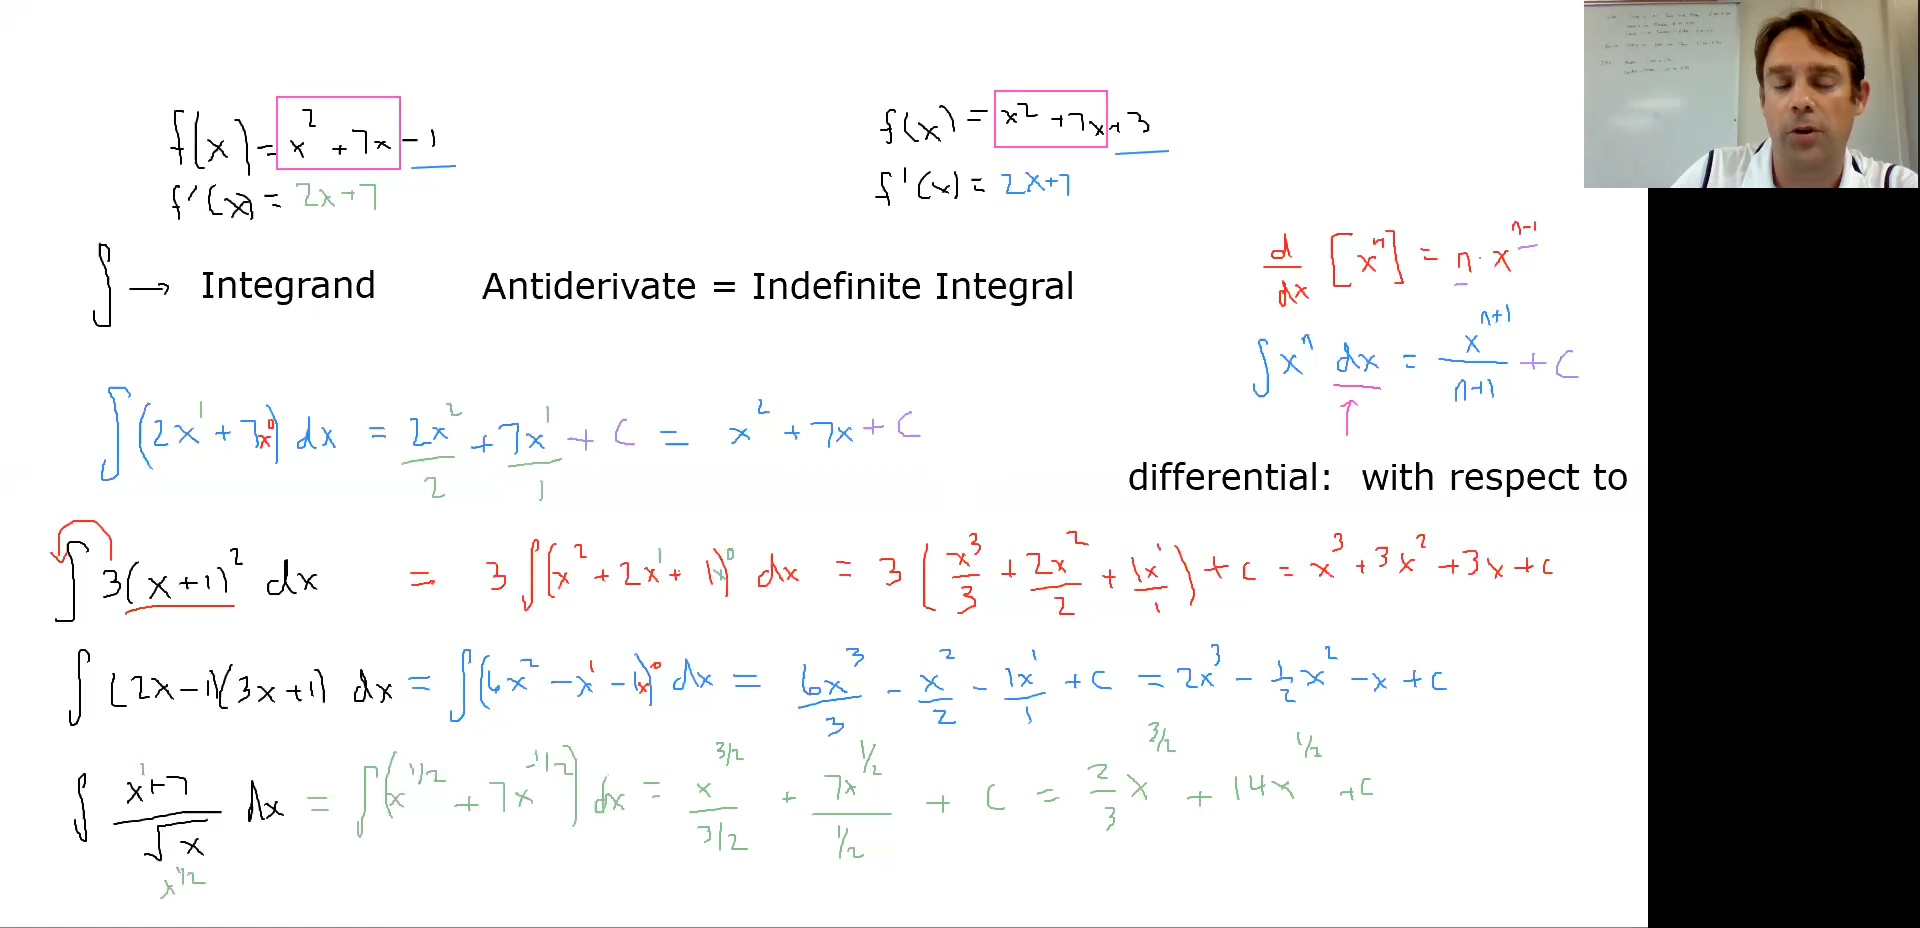 f(x) = x² + 7x - 1
f'(x) = 2x+7
f(x) = x² + 7x + 3
f'(x) = 2x+7
∫ → Integrand
Antiderivate = Indefinite Integral
d/dx [xⁿ] = n · xⁿ⁻¹
∫ xⁿ dx = xⁿ⁺¹/(n+1) + C
↑
differential: with respect to
∫ (2x¹ + 7x⁰) dx = 2x²/2 + 7x¹/1 + C = x² + 7x + C
∫ 3(x+1)² dx = 3 ∫ (x² + 2x¹ + 1x⁰) dx = 3 (x³/3 + 2x²/2 + 1x¹/1) + C = x³ + 3x² + 3x + C
∫ (2x-1)(3x+1) dx = ∫ (6x² - x¹ - 1x⁰) dx = 6x³/3 - x²/2 - 1x¹/1 + C = 2x³ - 1/2 x² - x + C
∫ (x¹+7)/√x dx = ∫ (x^1/2 + 7x^-1/2) dx = x^3/2/(3/2) + 7x^1/2/(1/2) + C = 2/3 x^3/2 + 14x^1/2 + C
x^1/2